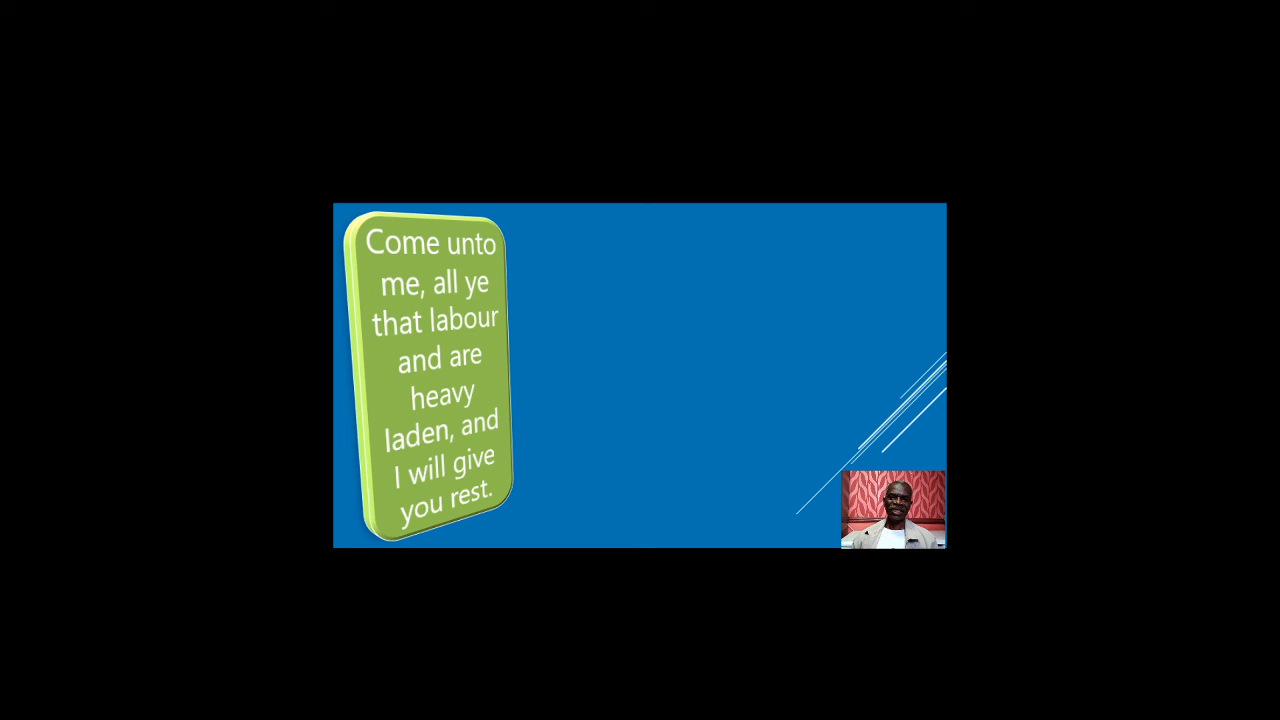 Come unto
me, all ye
that labour
and are
heavy
laden, and
I will give
you rest.